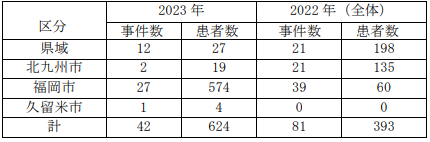 区分 2023 年 2022 年（全体）
事件数 患者数 事件数 患者数
県域 12 27 21 198
北九州市 2 19 21 135
福岡市 27 574 39 60
久留米市 1 4 0 0
計 42 624 81 393